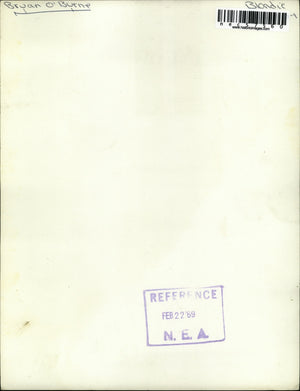 Bryan O'Byrne
Blondie
REFERENCE
FEB 22 '69
N.E.A.